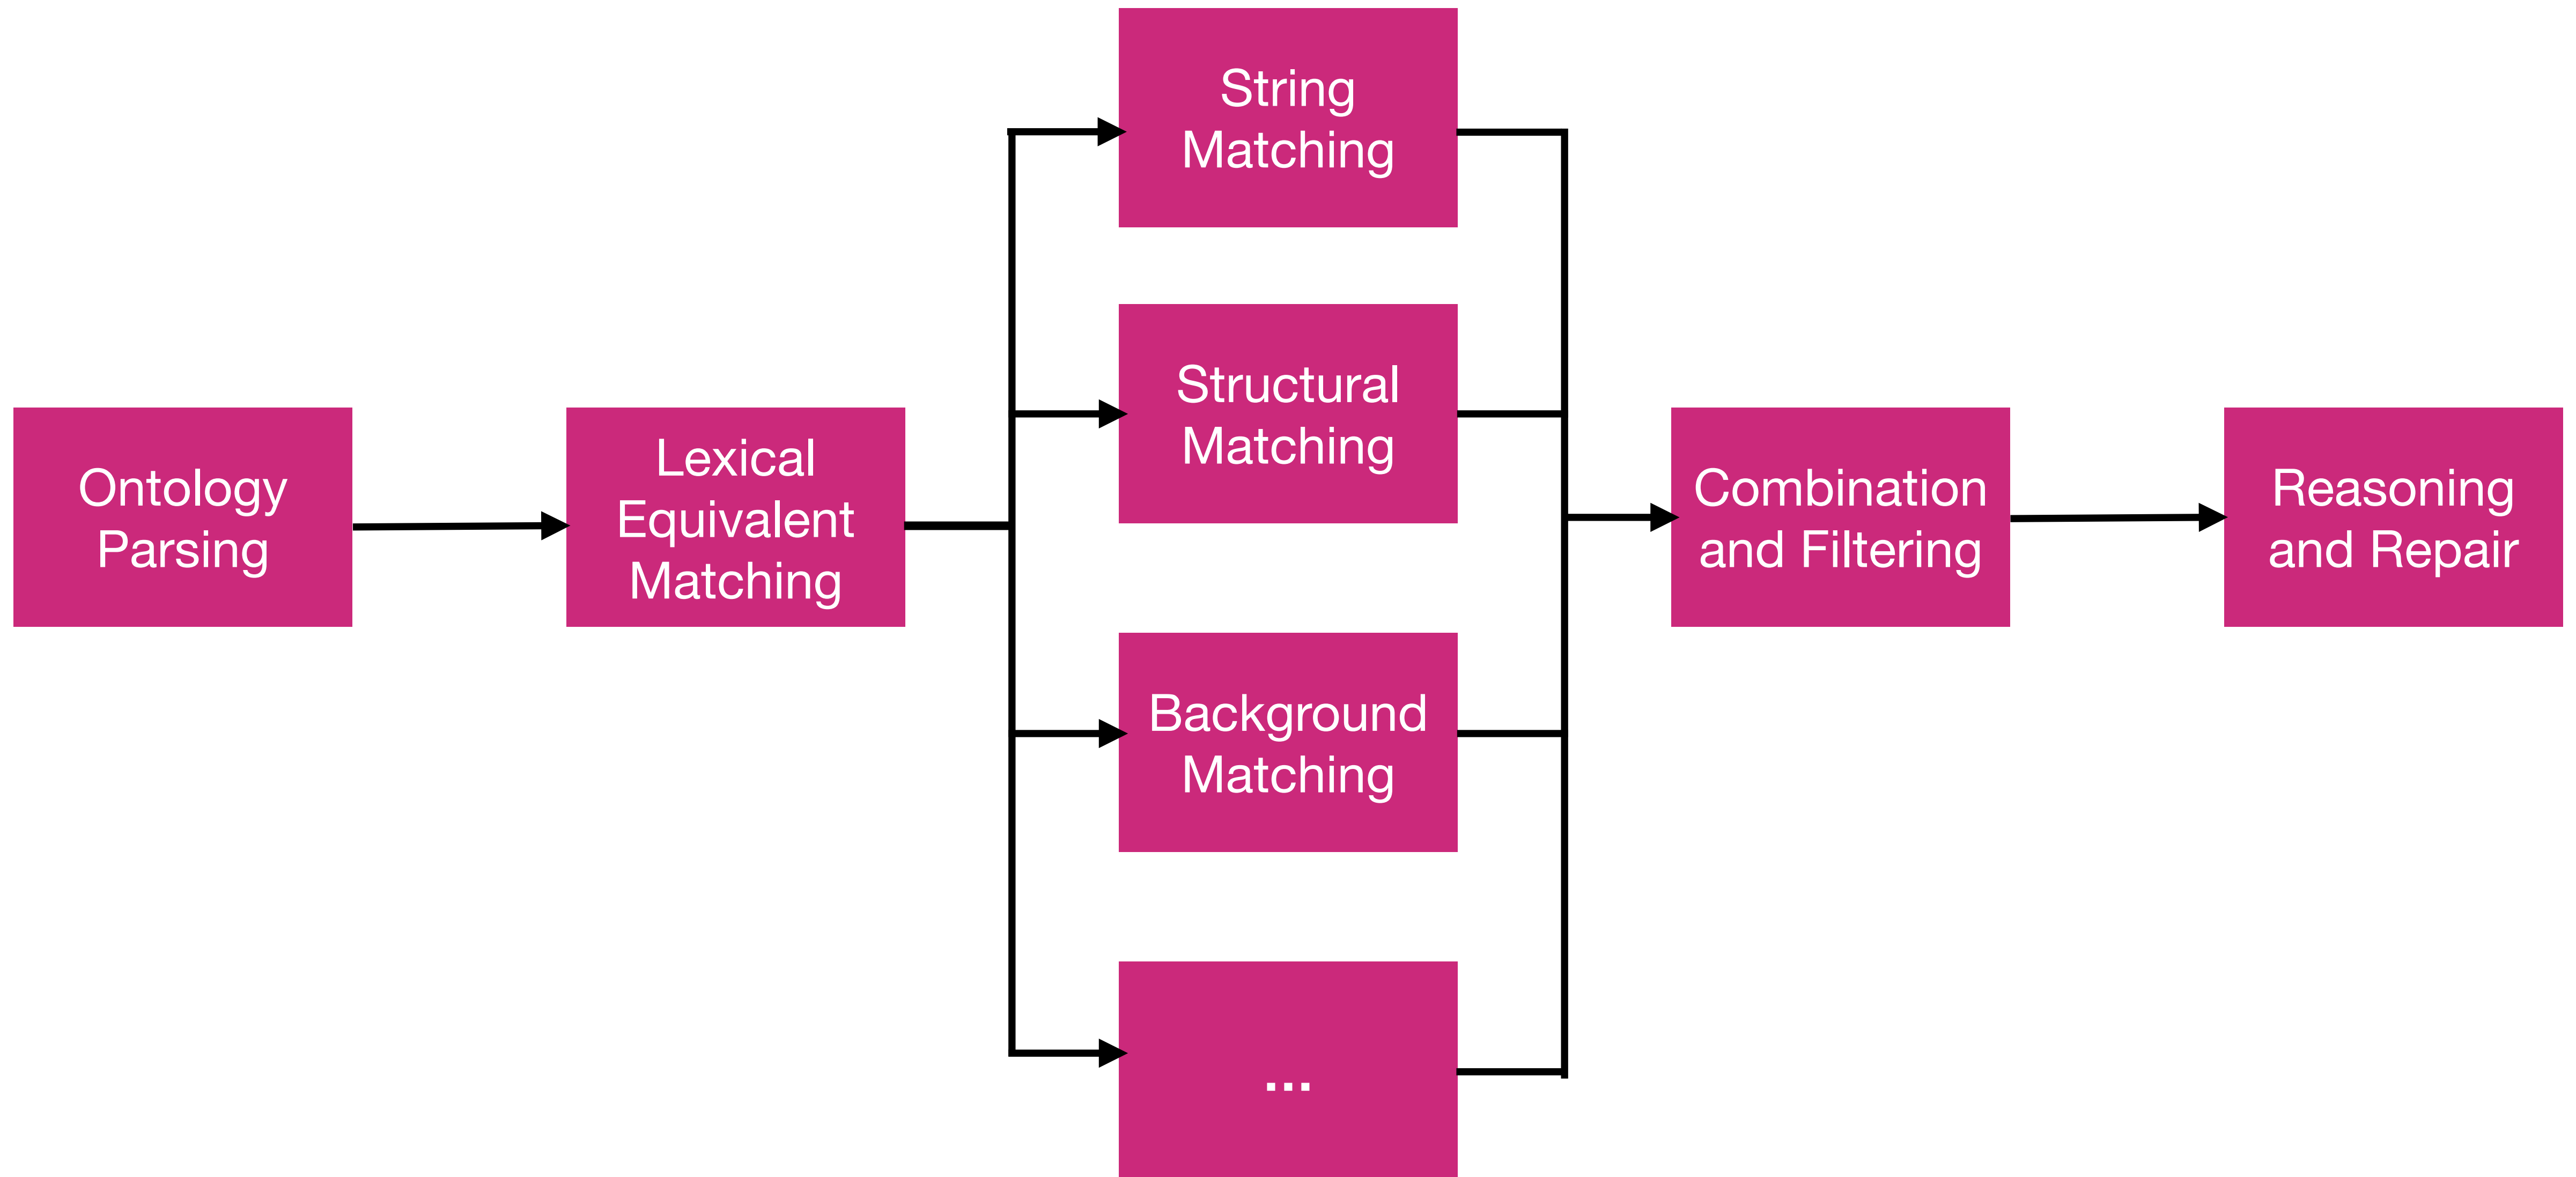 Ontology
Parsing
Lexical
Equivalent
Matching
String
Matching
Structural
Matching
Background
Matching
...
Combination
and Filtering
Reasoning
and Repair